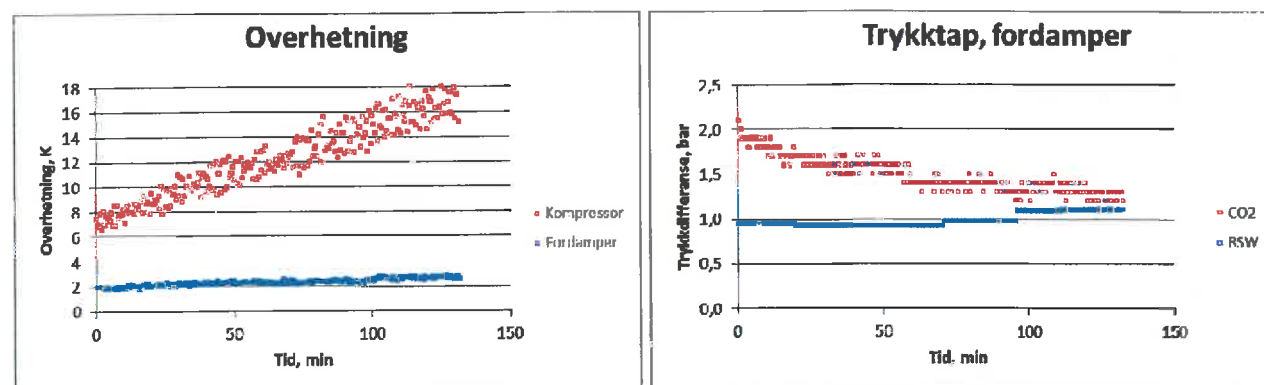 Overhetning
Overhetning, K
18
16
14
12
10
8
6
4
2
0
0
50
100
150
Tid, min
Kompressor
Fordamper
Trykktap, fordamper
Trykkdifferanse, bar
2,5
2,0
1,5
1,0
0,5
0,0
0
50
100
150
Tid, min
CO2
RSW